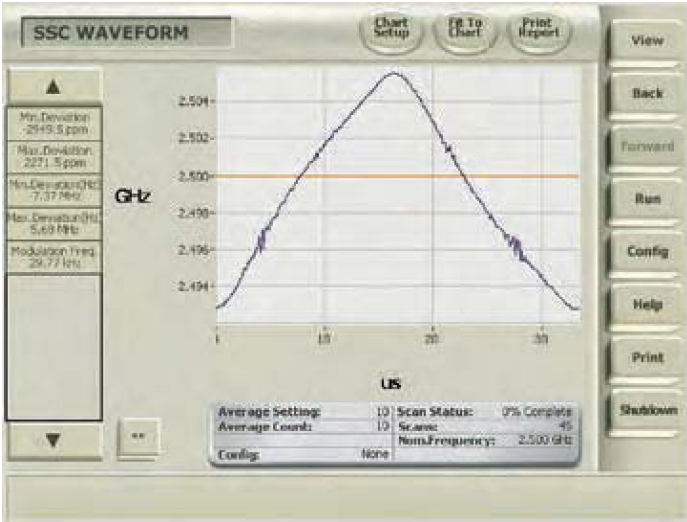 SSC WAVEFORM
Chart Setup
Fit To Chart
Print Report
View
Back
Forward
Run
Config
Help
Print
Shutdown
Min.Deviation
-2949.5 ppm
Max.Deviation
2271.5 ppm
Min.Deviation(Hz)
-7.37 MHz
Max.Deviation(Hz)
5.68 MHz
Modulation Freq.
29.77 kHz
GHz
2.504
2.502
2.500
2.498
2.496
2.494
1
10
20
30
us
Average Setting: 10
Average Count: 10
Config: None
Scan Status: 0% Complete
Scans: 45
Nom.Frequency: 2.500 GHz
**